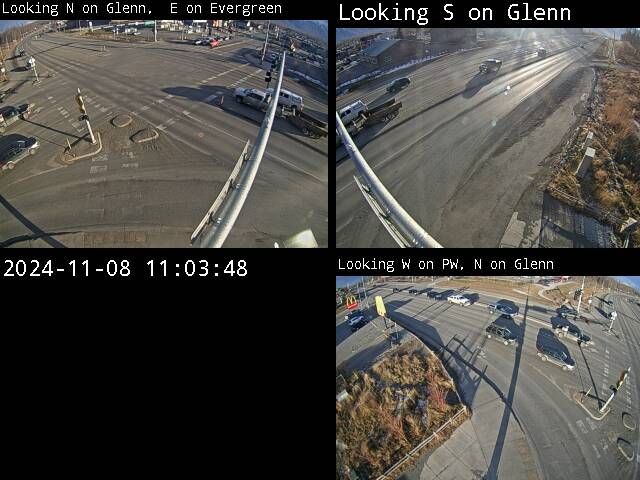 Looking N on Glenn,  E on Evergreen
Looking S on Glenn
2024-11-08 11:03:48
Looking W on PW, N on Glenn